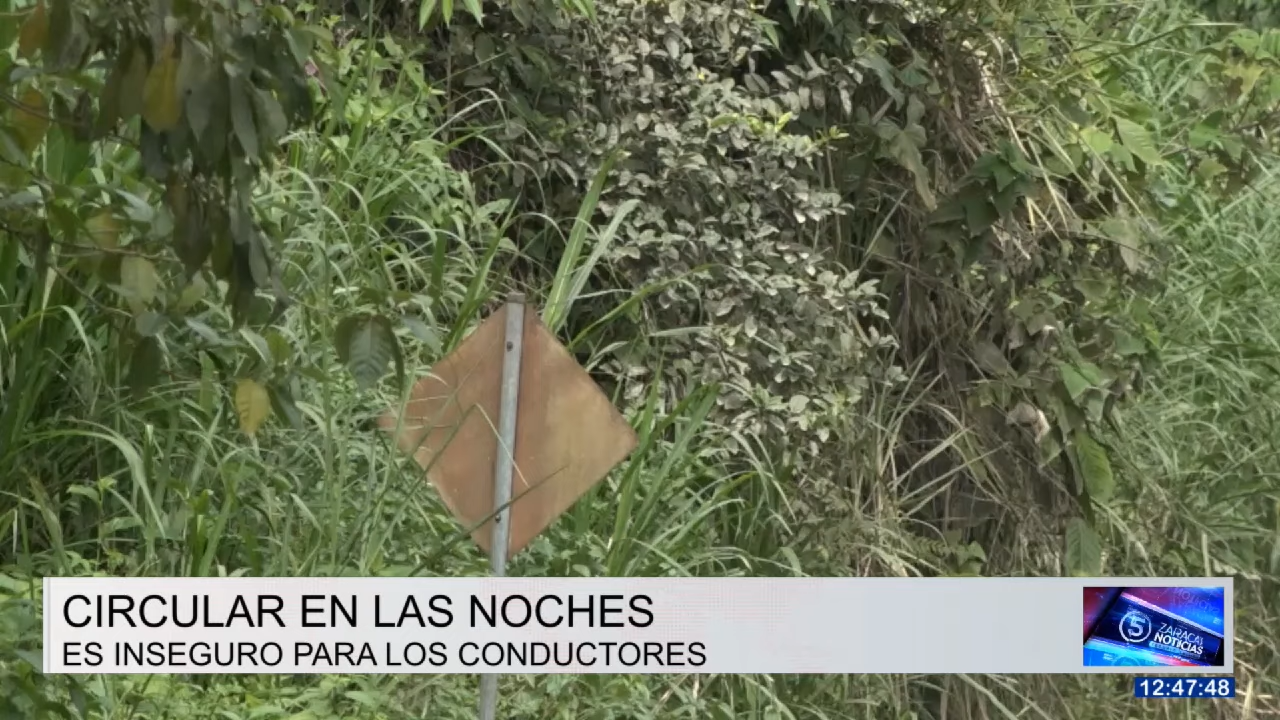 CIRCULAR EN LAS NOCHES
ES INSEGURO PARA LOS CONDUCTORES
5
ZARACAY
NOTICIAS
12:47:48